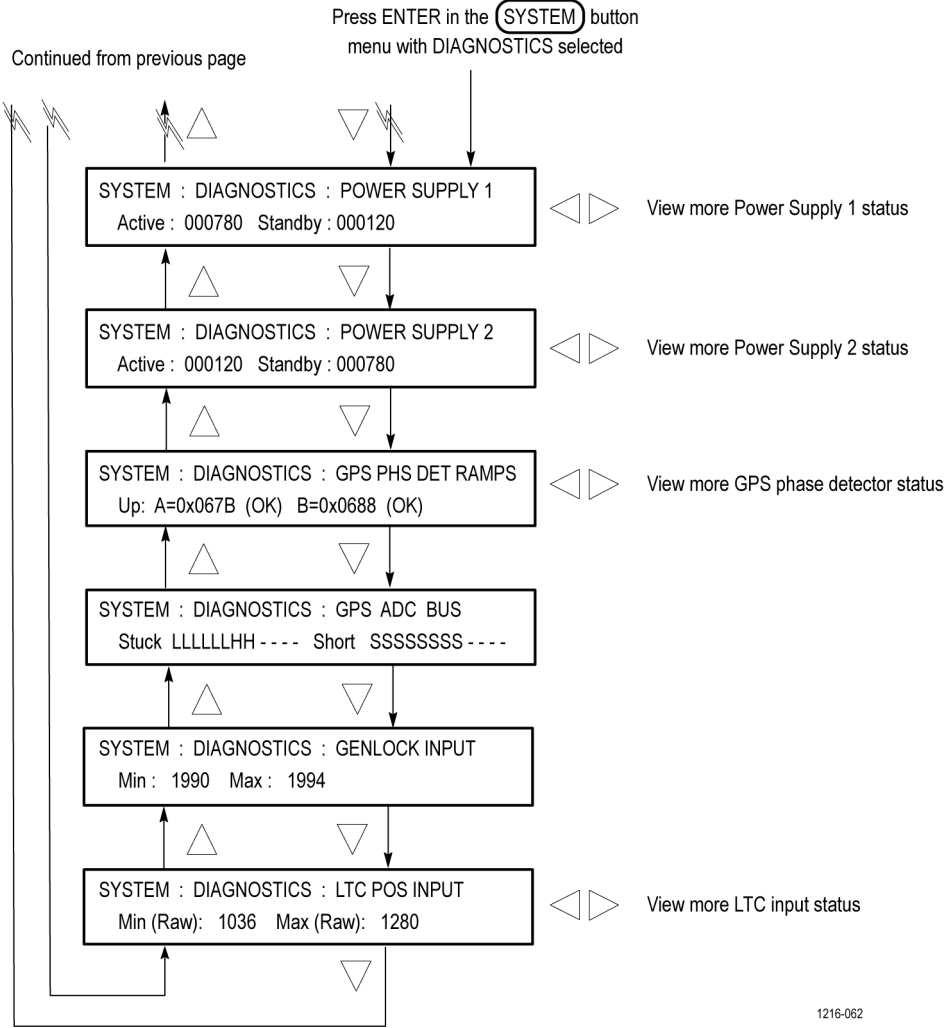 Press ENTER in the SYSTEM button
menu with DIAGNOSTICS selected
Continued from previous page
SYSTEM : DIAGNOSTICS : POWER SUPPLY 1
Active : 000780 Standby : 000120
View more Power Supply 1 status
SYSTEM : DIAGNOSTICS : POWER SUPPLY 2
Active : 000120 Standby : 000780
View more Power Supply 2 status
SYSTEM : DIAGNOSTICS : GPS PHS DET RAMPS
Up: A=0x067B (OK) B=0x0688 (OK)
View more GPS phase detector status
SYSTEM : DIAGNOSTICS : GPS ADC BUS
Stuck LLLLLLHH - - - - Short SSSSSSSS - - - -
SYSTEM : DIAGNOSTICS : GENLOCK INPUT
Min : 1990 Max : 1994
SYSTEM : DIAGNOSTICS : LTC POS INPUT
Min (Raw): 1036 Max (Raw): 1280
View more LTC input status
1216-062